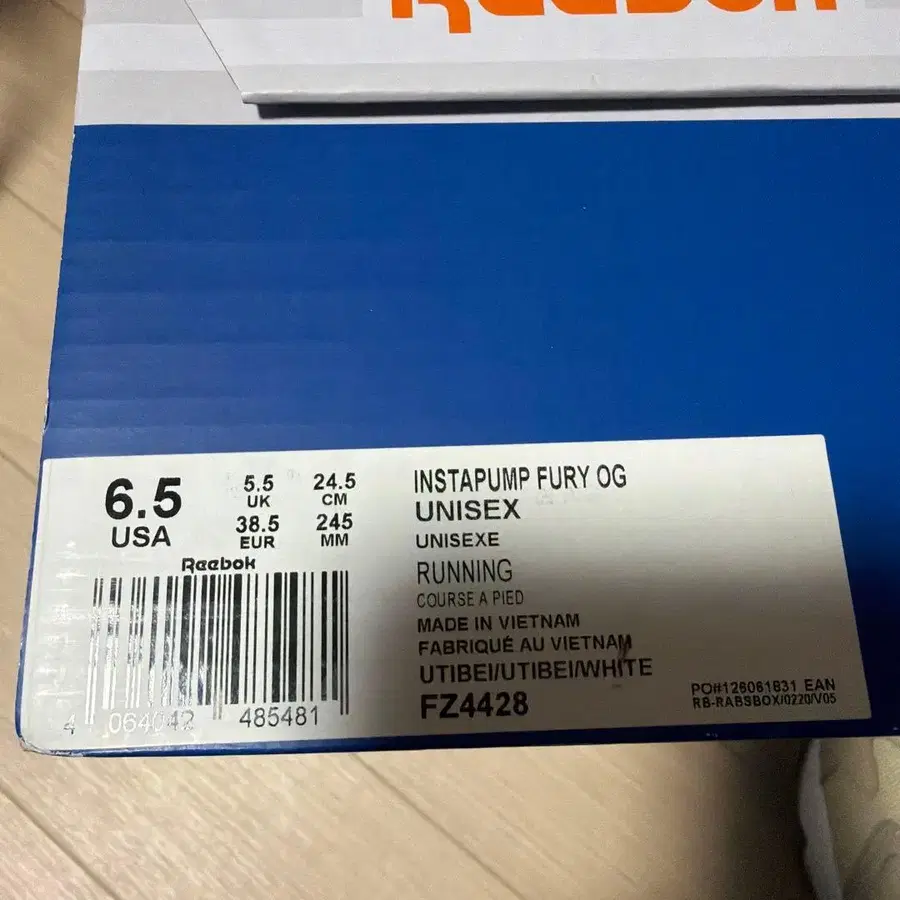 Reebok
6.5
USA
5.5
UK
24.5
CM
38.5
EUR
245
MM
Reebok
4 064042 485481
INSTAPUMP FURY OG
UNISEX
UNISEXE
RUNNING
COURSE A PIED
MADE IN VIETNAM
FABRIQUÉ AU VIETNAM
UTIBEI/UTIBEI/WHITE
FZ4428
PO#126061631 EAN
RB-RABSBOX/0220/V05